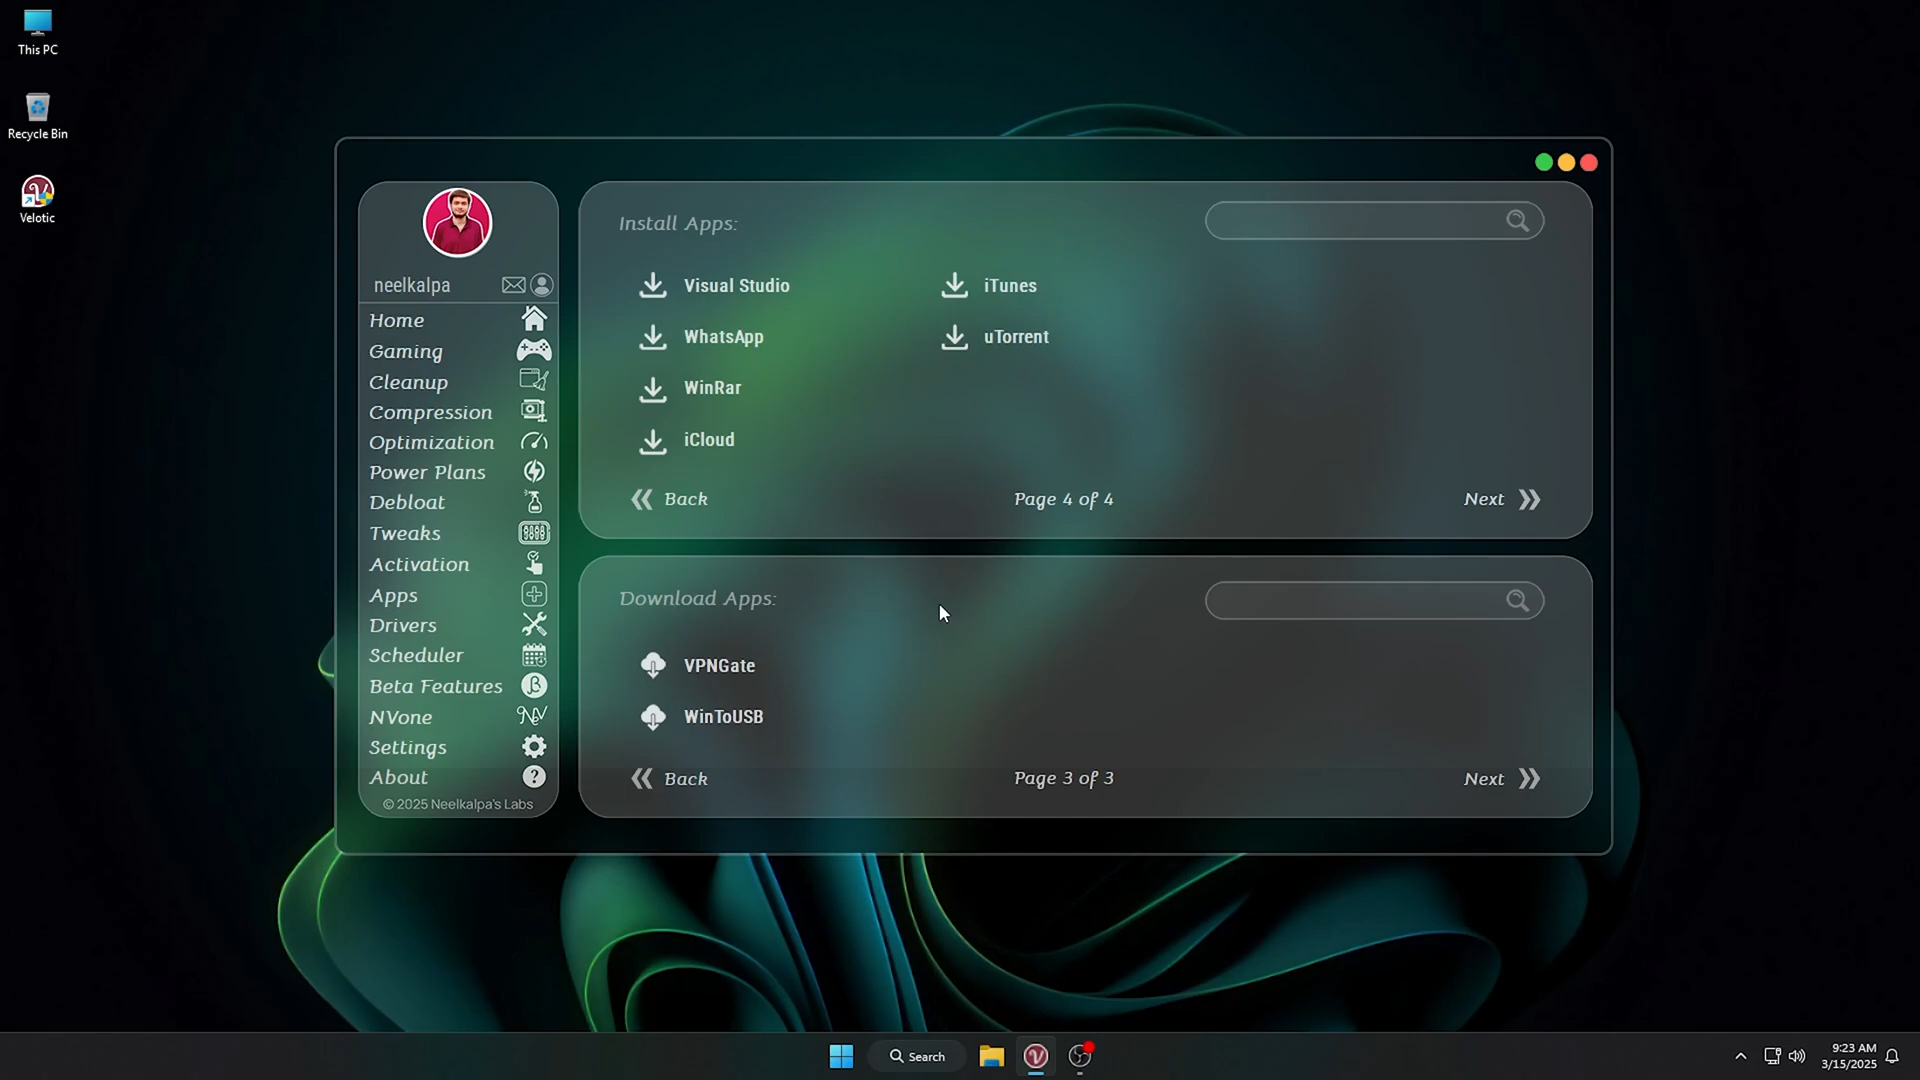 This PC
Recycle Bin
Velotic
neelkalpa
Home
Gaming
Cleanup
Compression
Optimization
Power Plans
Debloat
Tweaks
Activation
Apps
Drivers
Scheduler
Beta Features
NVone
Settings
About
© 2025 Neelkalpa's Labs
Install Apps:
Visual Studio
iTunes
WhatsApp
uTorrent
WinRar
iCloud
Back
Page 4 of 4
Next
Download Apps:
VPNGate
WinToUSB
Back
Page 3 of 3
Next
Search
9:23 AM
3/15/2025